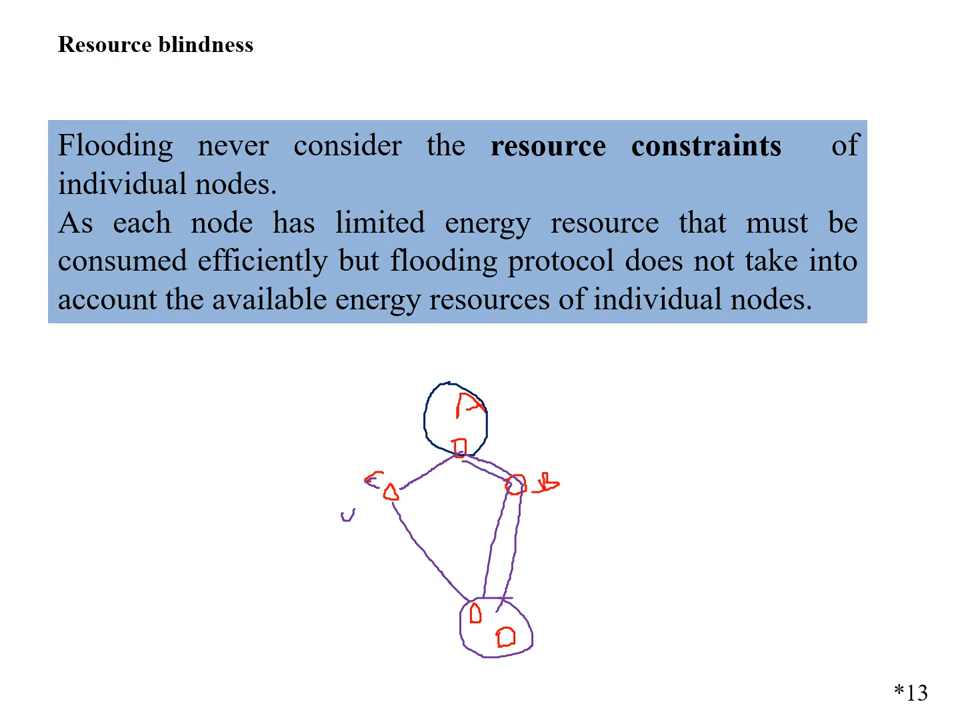 Resource blindness
Flooding never consider the resource constraints of
individual nodes.
As each node has limited energy resource that must be
consumed efficiently but flooding protocol does not take into
account the available energy resources of individual nodes.
B
D
*13